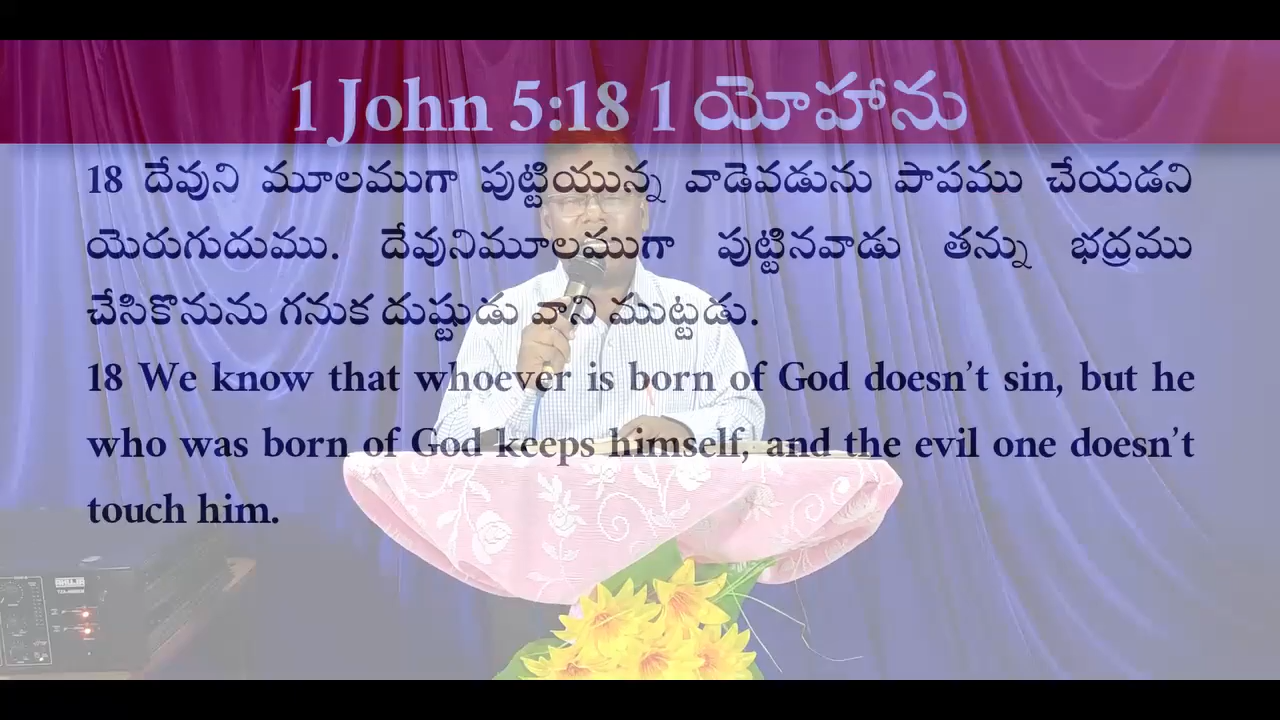 1 John 5:18 1 యోహాను
18 దేవుని మూలముగా పుట్టియున్న వాడెవడును పాపము చేయడని
యెరుగుదుము. దేవునిమూలముగా పుట్టినవాడు తన్ను భద్రము
చేసికొనును గనుక దుష్టుడు వాని ముట్టడు.
18 We know that whoever is born of God doesn't sin, but he
who was born of God keeps himself, and the evil one doesn't
touch him.
AHUJA